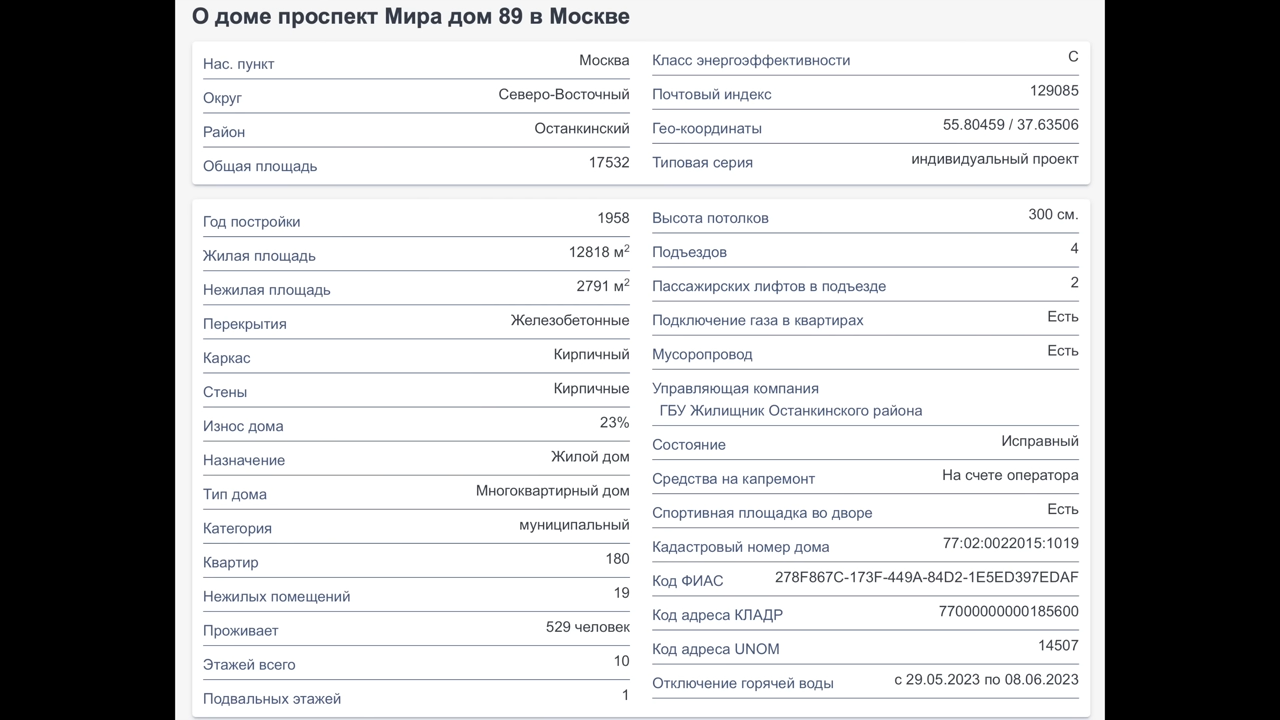 О доме проспект Мира дом 89 в Москве
Нас. пункт Москва
Округ Северо-Восточный
Район Останкинский
Общая площадь 17532
Класс энергоэффективности C
Почтовый индекс 129085
Гео-координаты 55.80459 / 37.63506
Типовая серия индивидуальный проект
Год постройки 1958
Жилая площадь 12818 м²
Нежилая площадь 2791 м²
Перекрытия Железобетонные
Каркас Кирпичный
Стены Кирпичные
Износ дома 23%
Назначение Жилой дом
Тип дома Многоквартирный дом
Категория муниципальный
Квартир 180
Нежилых помещений 19
Проживает 529 человек
Этажей всего 10
Подвальных этажей 1
Высота потолков 300 см.
Подъездов 4
Пассажирских лифтов в подъезде 2
Подключение газа в квартирах Есть
Мусоропровод Есть
Управляющая компания
ГБУ Жилищник Останкинского района
Состояние Исправный
Средства на капремонт На счете оператора
Спортивная площадка во дворе Есть
Кадастровый номер дома 77:02:0022015:1019
Код ФИАС 278F867C-173F-449A-84D2-1E5ED397EDAF
Код адреса КЛАДР 77000000000185600
Код адреса UNOM 14507
Отключение горячей воды с 29.05.2023 по 08.06.2023